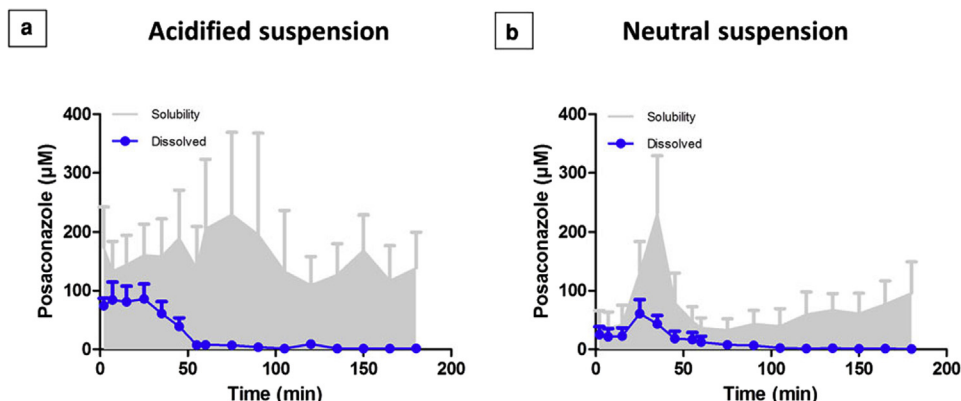 a Acidified suspension
400
300
200
100
0
0 50 100 150 200
Posaconazole (µM)
Time (min)
Solubility
Dissolved
b Neutral suspension
400
300
200
100
0
0 50 100 150 200
Posaconazole (µM)
Time (min)
Solubility
Dissolved